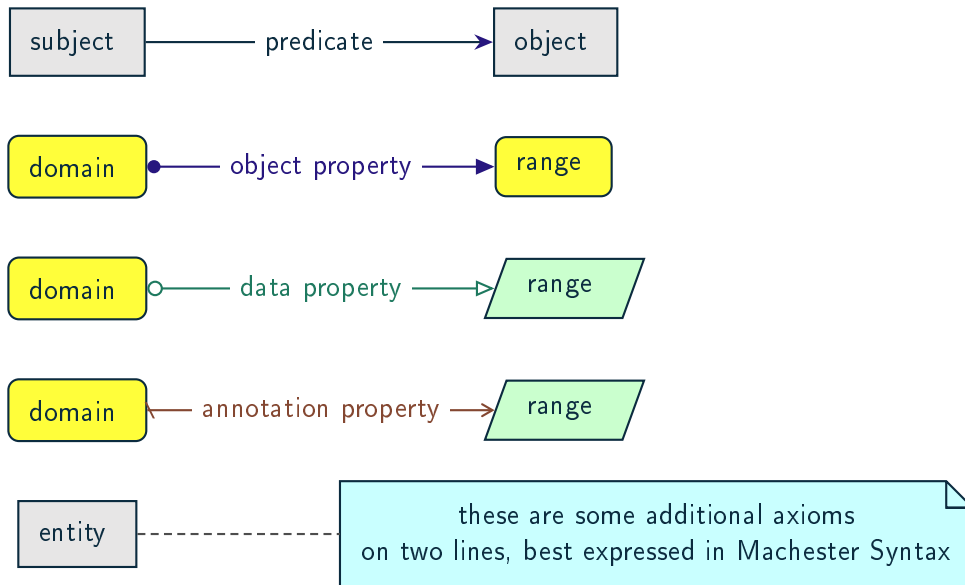 subject predicate object
domain object property range
domain data property range
domain annotation property range
entity
these are some additional axioms
on two lines, best expressed in Machester Syntax